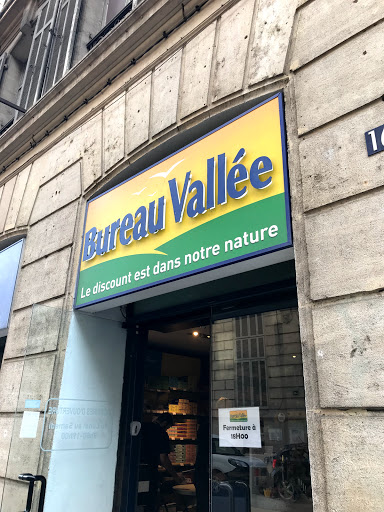 Bureau Vallée
Le discount est dans notre nature
Fermeture à
18H00